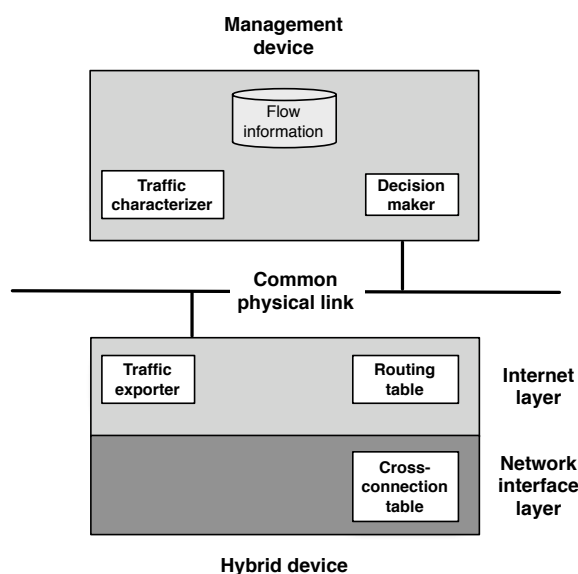 Management
device
Flow
information
Traffic
characterizer
Decision
maker
Common
physical link
Traffic
exporter
Routing
table
Internet
layer
Cross-
connection
table
Network
interface
layer
Hybrid device